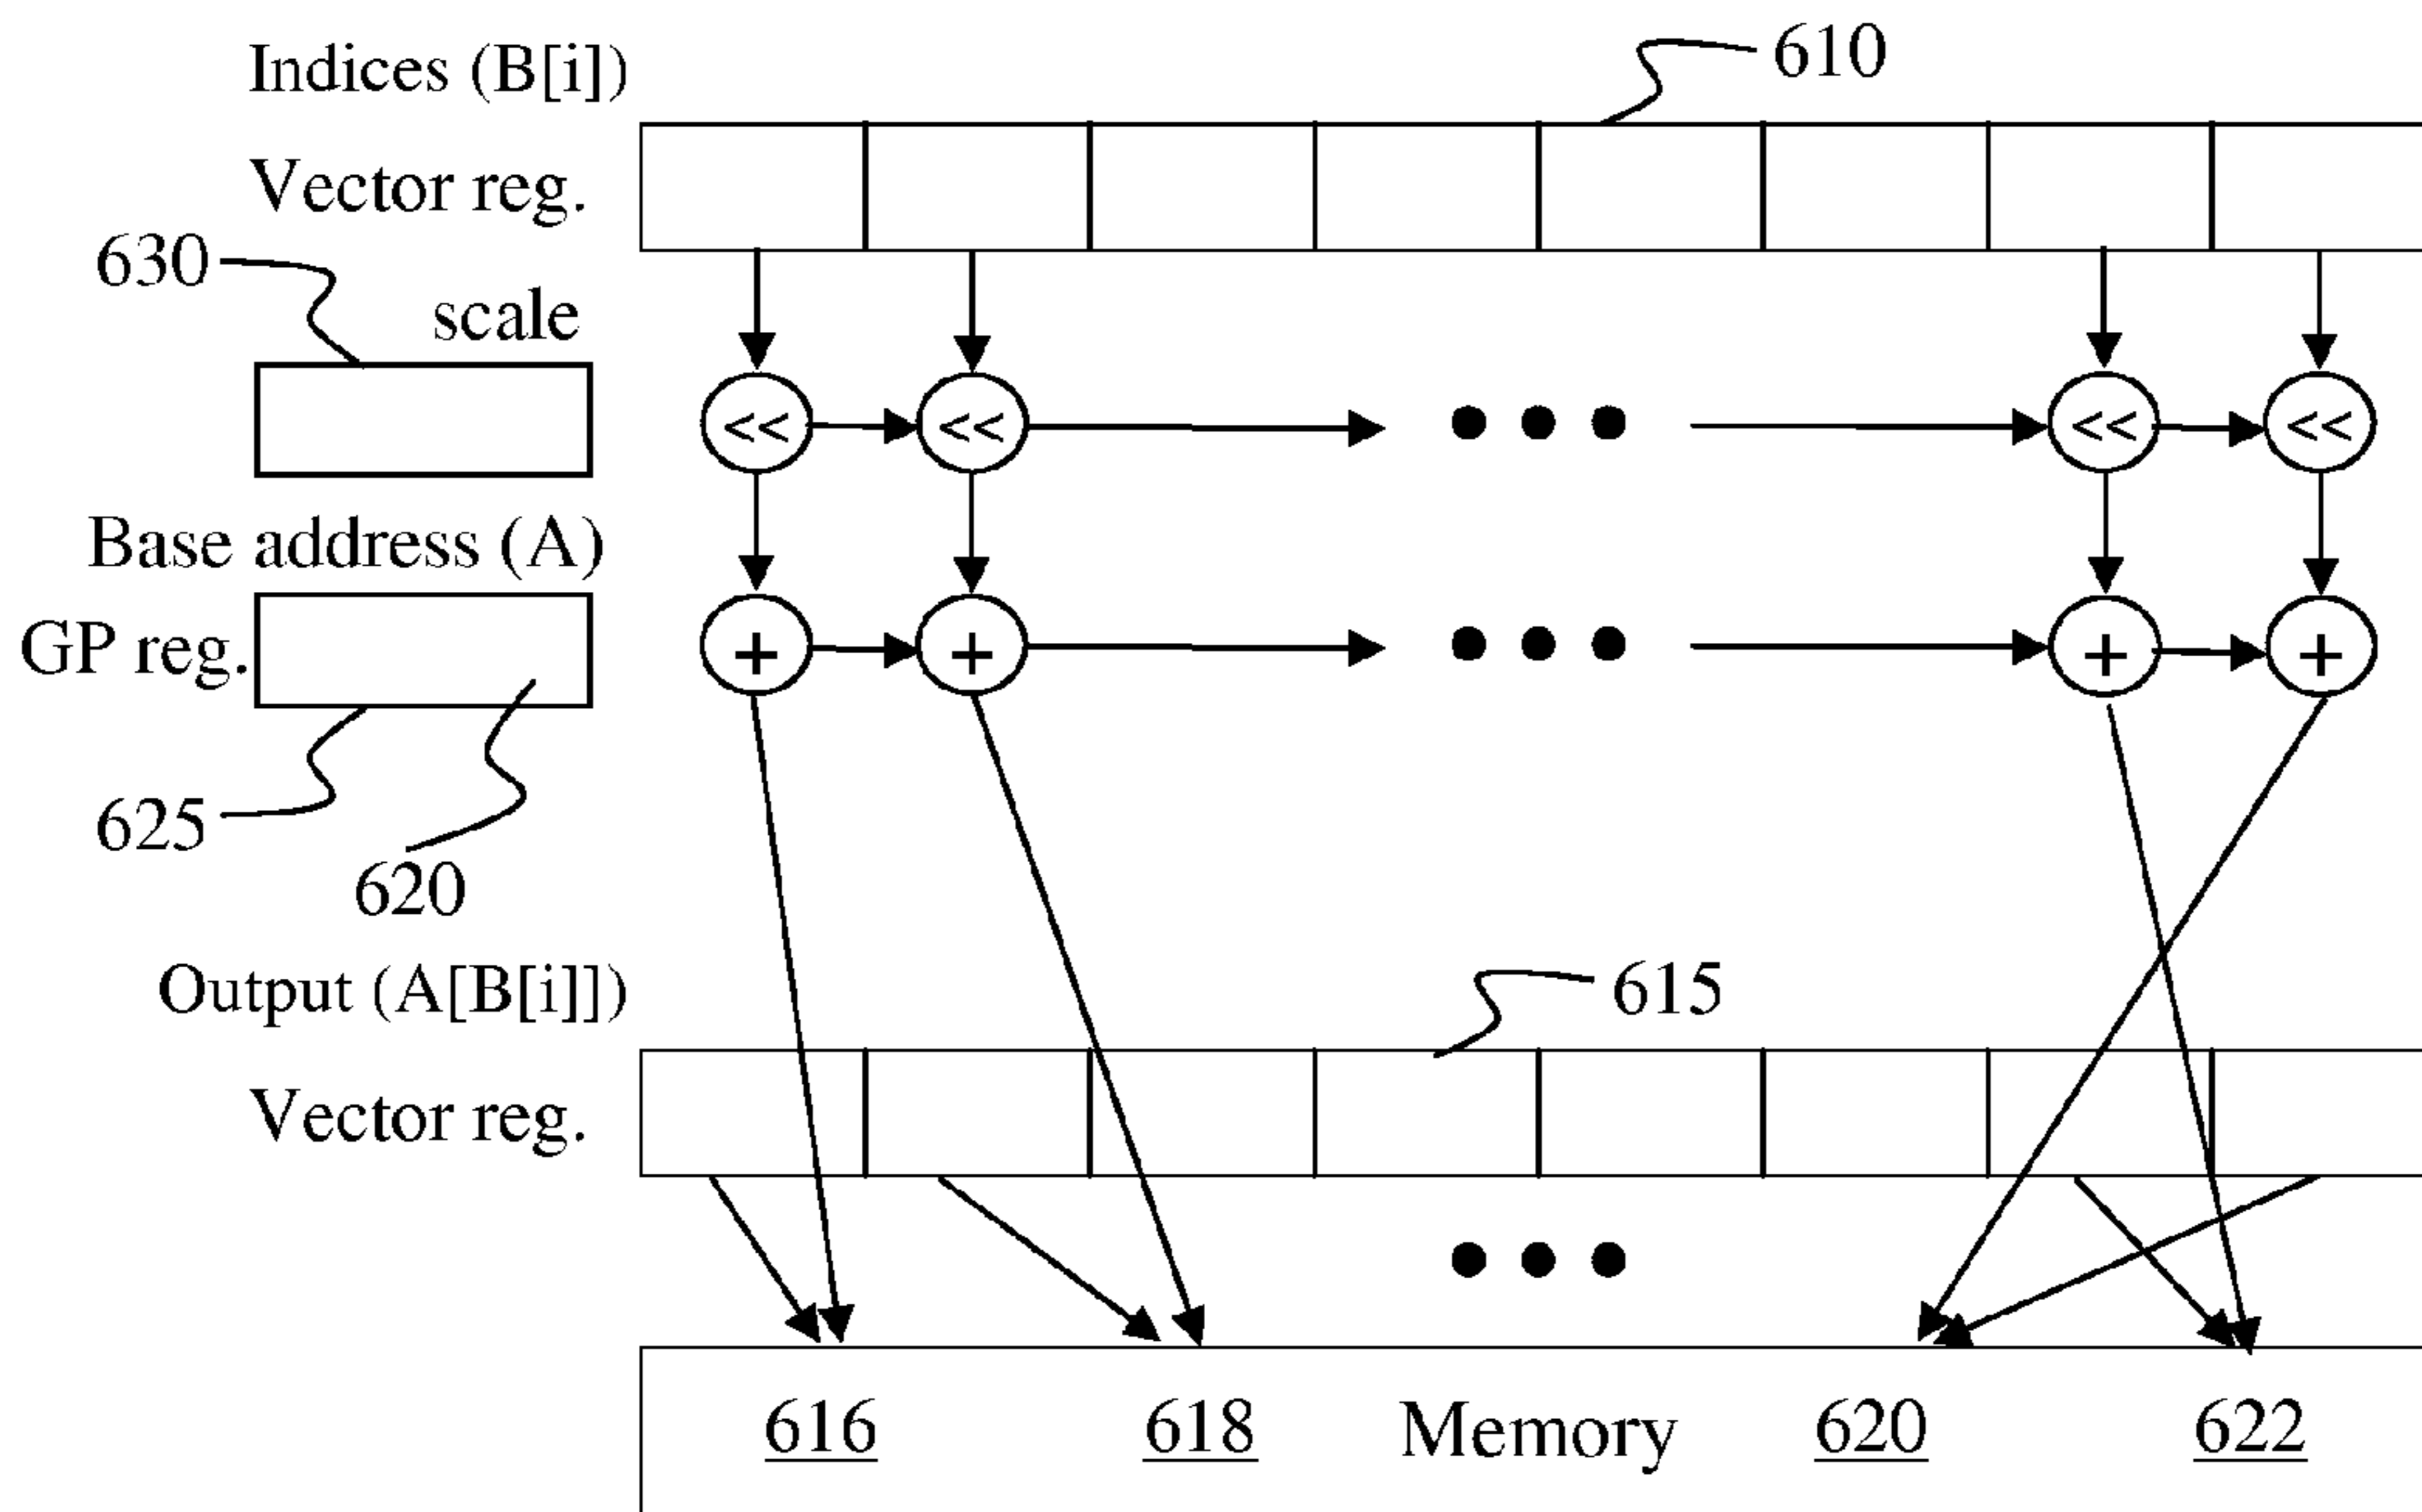 Indices (B[i])
610
Vector reg.
630
scale
<< << << <<
Base address (A)
GP reg.
+ + + +
625
620
Output (A[B[i]])
615
Vector reg.
616 618 Memory 620 622